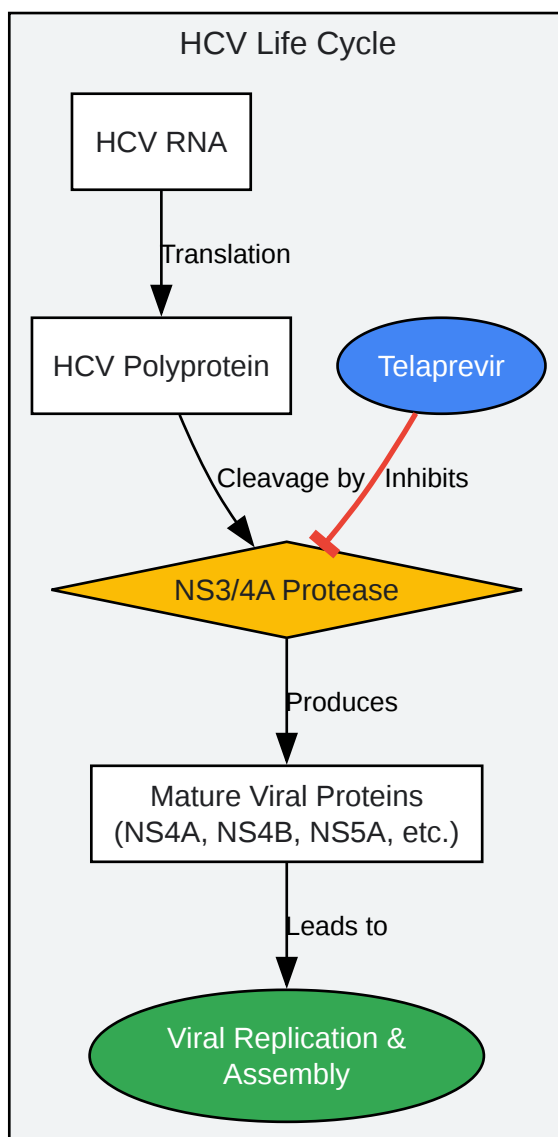 HCV Life Cycle
HCV RNA
Translation
HCV Polyprotein
Telaprevir
Cleavage by
Inhibits
NS3/4A Protease
Produces
Mature Viral Proteins
(NS4A, NS4B, NS5A, etc.)
Leads to
Viral Replication &
Assembly